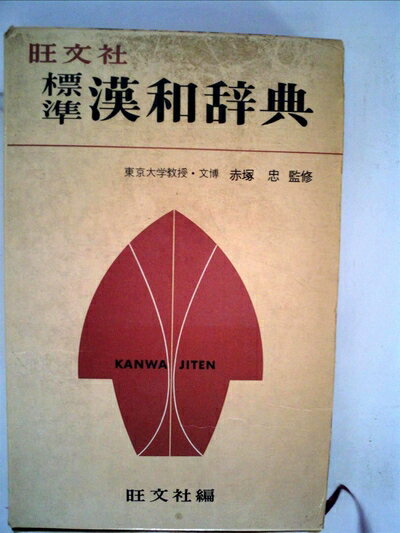 旺文社
標準 漢和辞典
東京大学教授・文博 赤塚 忠 監修
KANWA JITEN
旺文社編